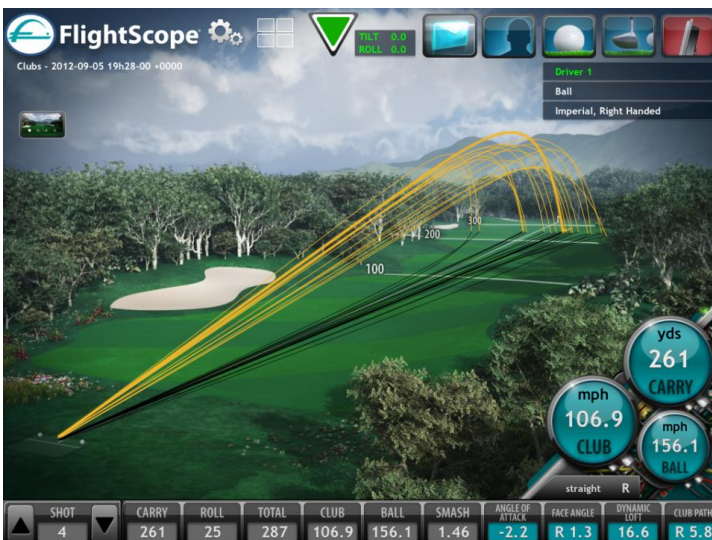 FlightScope
TILT 0.0
ROLL 0.0
Clubs - 2012-09-05 19h28-00 +0000
Driver 1
Ball
Imperial, Right Handed
300
200
100
yds
261
CARRY
mph
106.9
CLUB
mph
156.1
BALL
straight R
SHOT CARRY ROLL TOTAL CLUB BALL SMASH ANGLE OF ATTACK FACE ANGLE DYNAMIC LOFT CLUB PATH
4 261 25 287 106.9 156.1 1.46 -2.2 R 1.3 16.6 R 5.8